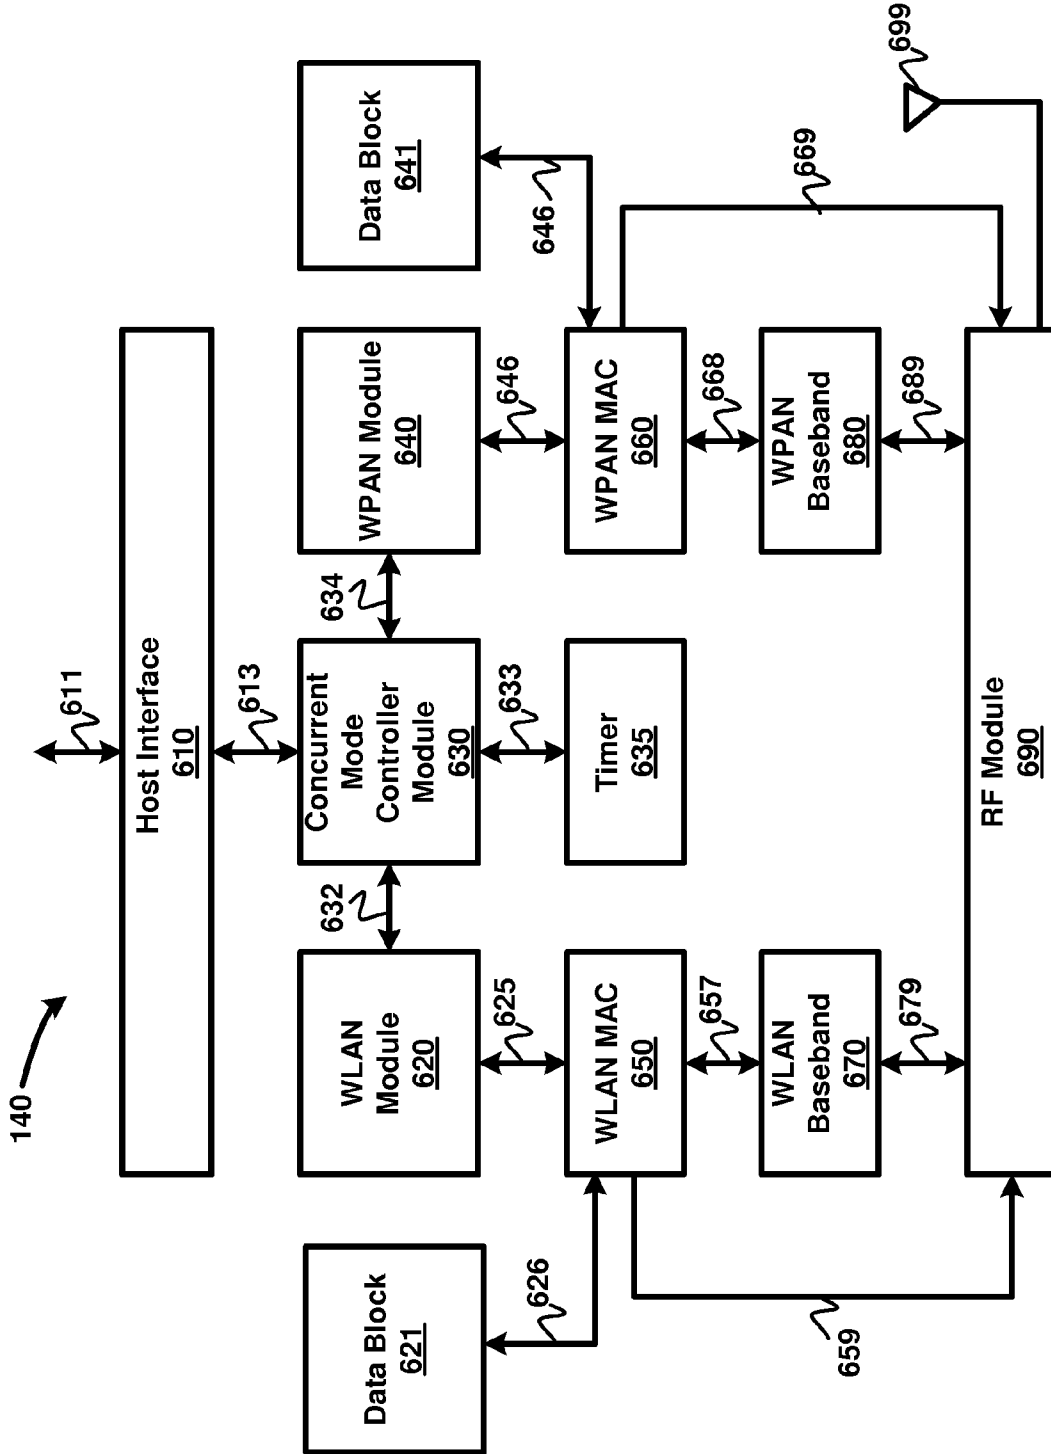 140
611
Host Interface
610
613
Data Block
621
WLAN
Module
620
632
Concurrent
Mode
Controller
Module
630
634
WPAN Module
640
Data Block
641
626
625
633
646
646
WLAN MAC
650
Timer
635
WPAN MAC
660
659
657
668
669
WLAN
Baseband
670
WPAN
Baseband
680
699
679
689
RF Module
690